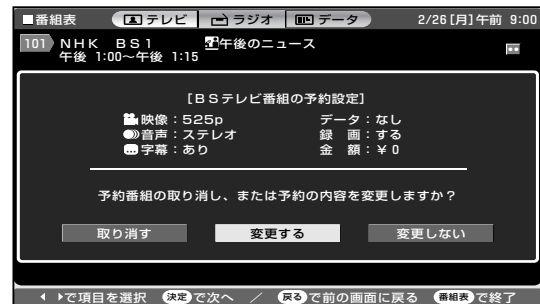 ■番組表 テレビ ラジオ データ 2/26[月]午前 9:00
101 NHK BS1 午後のニュース
午後 1:00～午後 1:15
[BSテレビ番組の予約設定]
映像：525p データ：なし
音声：ステレオ 録 画：する
字幕：あり 金 額：￥0
予約番組の取り消し、または予約の内容を変更しますか？
取り消す 変更する 変更しない
で項目を選択 決定で次へ ／ 戻るで前の画面に戻る 番組表で終了